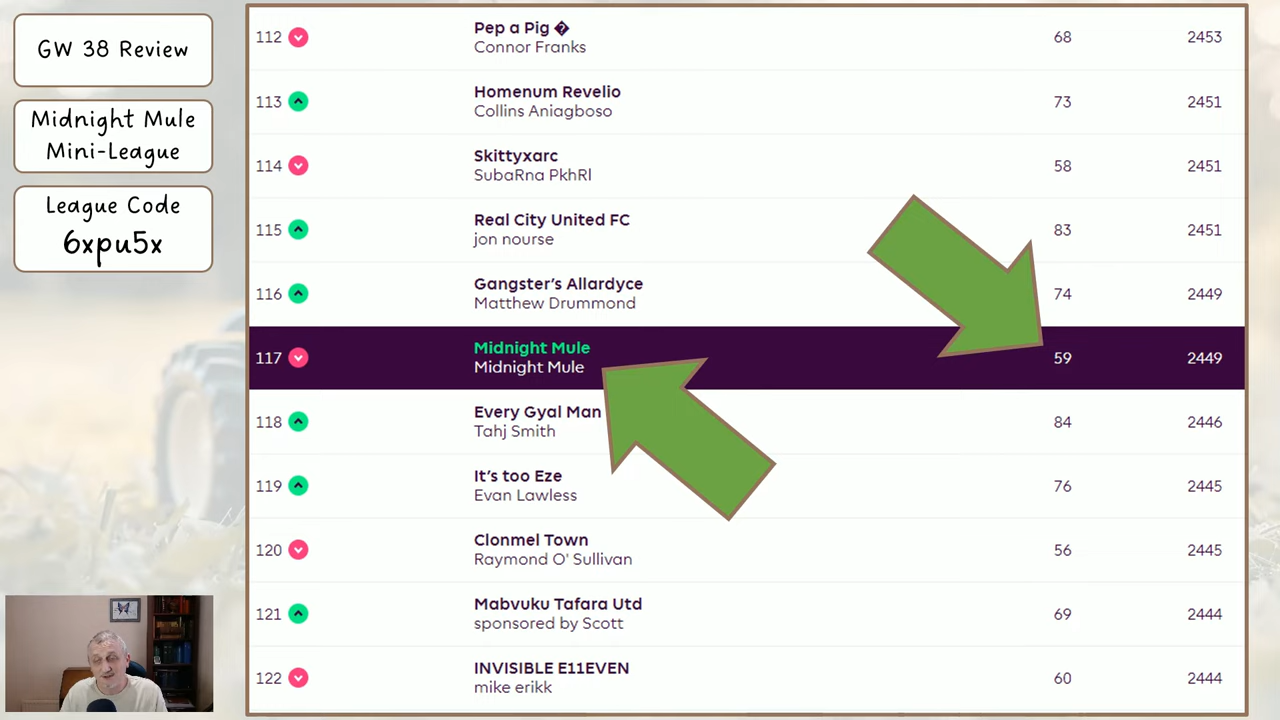 GW 38 Review
Midnight Mule
Mini-League
League Code
6xpu5x
112 Pep a Pig � 68 2453
Connor Franks
113 Homenum Revelio 73 2451
Collins Aniagboso
114 Skittyxarc 58 2451
SubaRna PkhRl
115 Real City United FC 83 2451
jon nourse
116 Gangster's Allardyce 74 2449
Matthew Drummond
117 Midnight Mule 59 2449
Midnight Mule
118 Every Gyal Man 84 2446
Tahj Smith
119 It's too Eze 76 2445
Evan Lawless
120 Clonmel Town 56 2445
Raymond O' Sullivan
121 Mabvuku Tafara Utd 69 2444
sponsored by Scott
122 INVISIBLE E11EVEN 60 2444
mike erikk